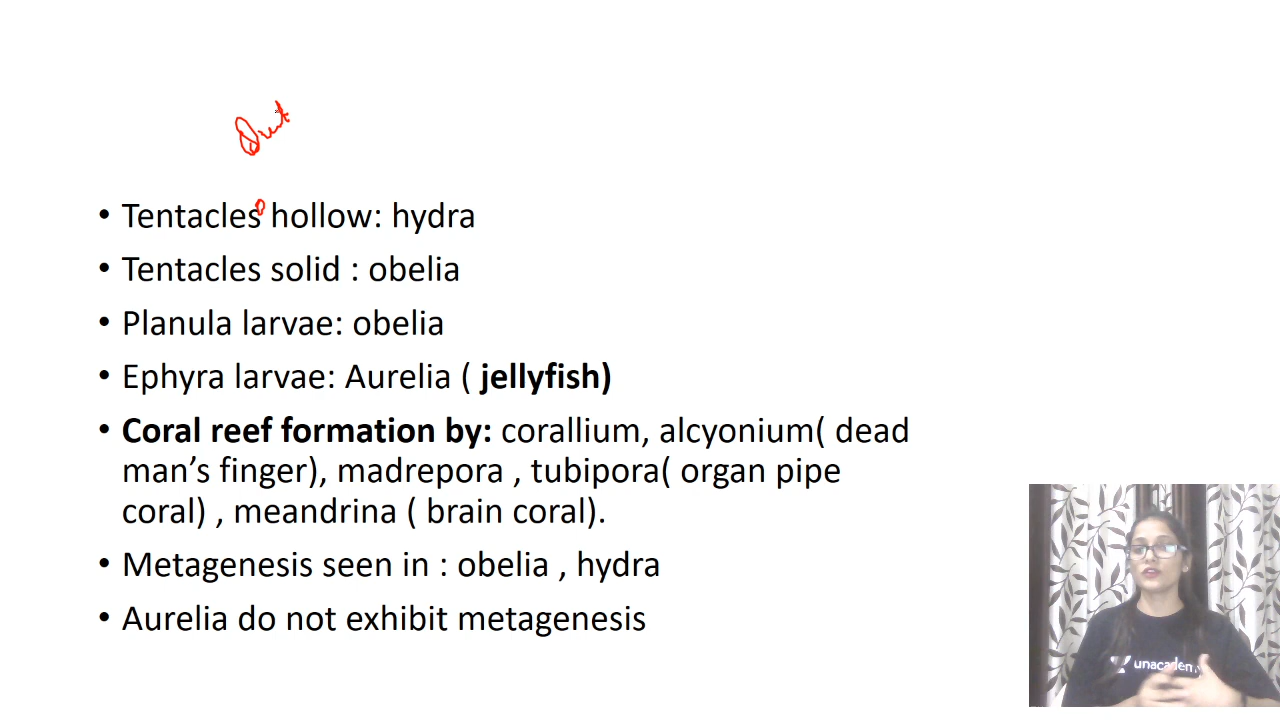 • Tentacles hollow: hydra
• Tentacles solid : obelia
• Planula larvae: obelia
• Ephyra larvae: Aurelia ( jellyfish)
• Coral reef formation by: corallium, alcyonium( dead
man’s finger), madrepora , tubipora( organ pipe
coral) , meandrina ( brain coral).
• Metagenesis seen in : obelia , hydra
• Aurelia do not exhibit metagenesis
unacademy